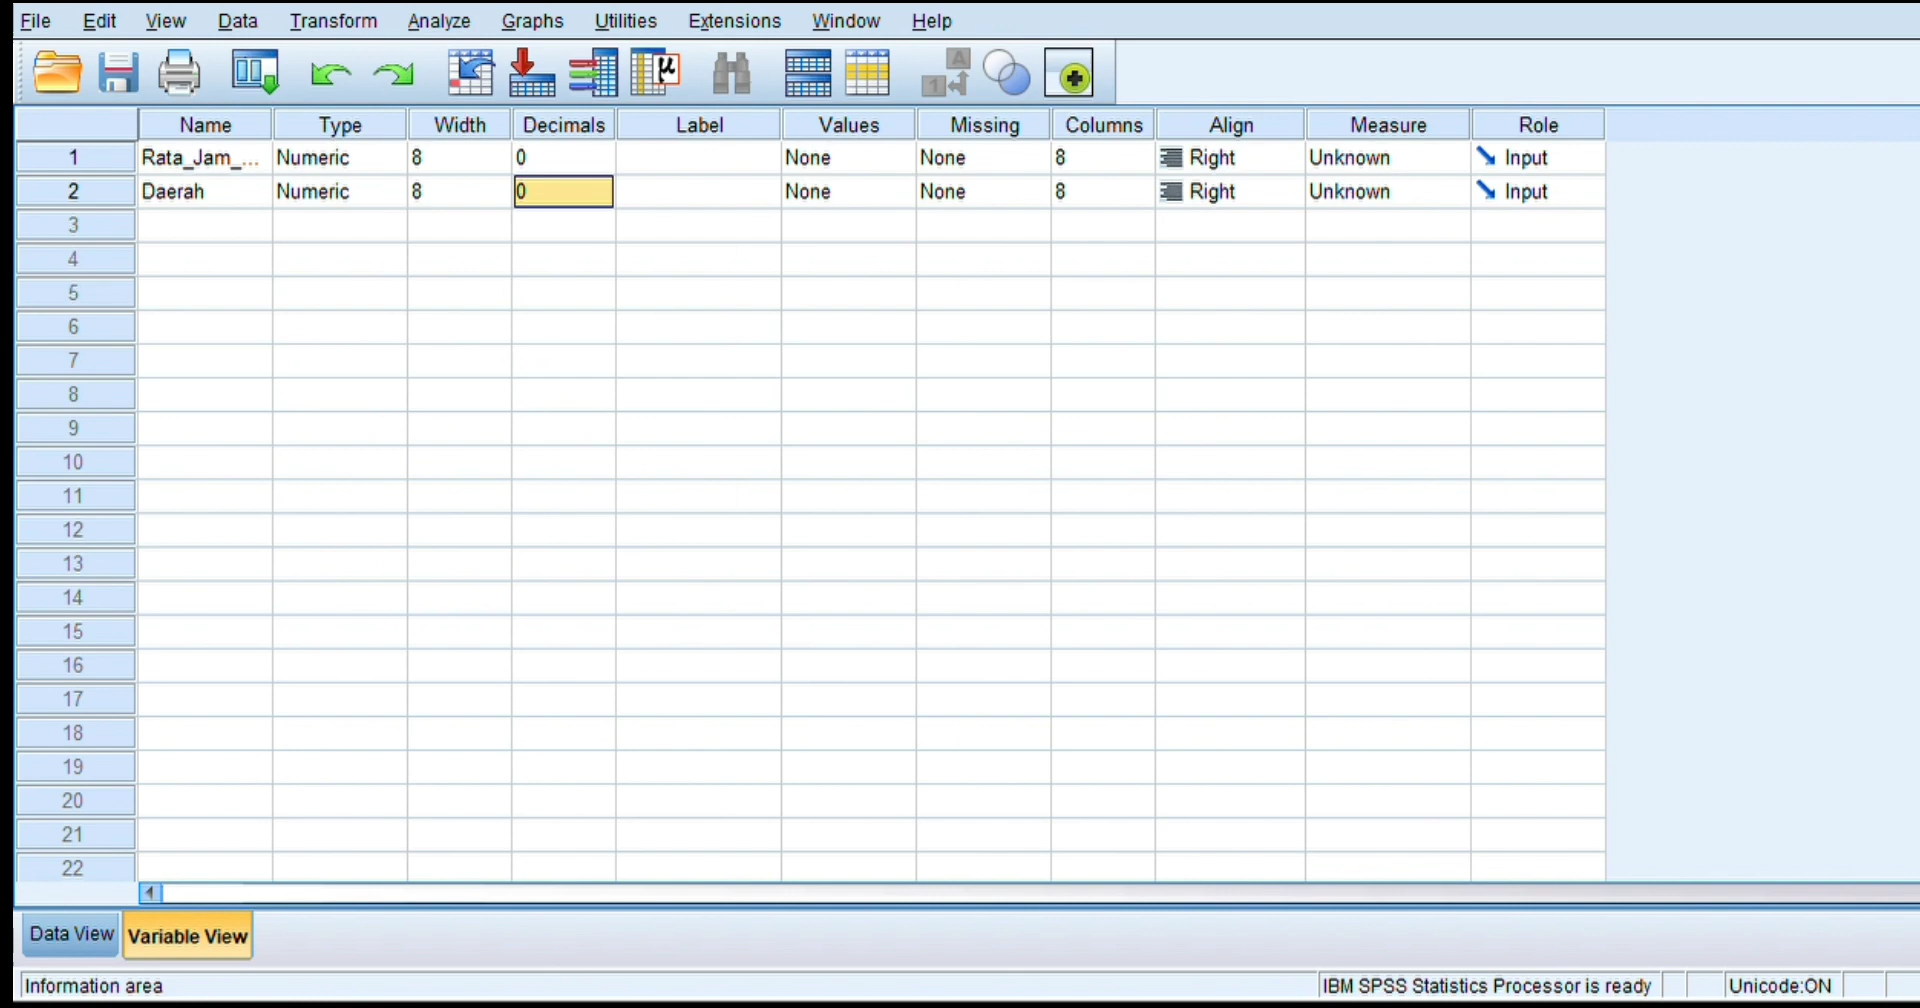 File Edit View Data Transform Analyze Graphs Utilities Extensions Window Help
µ
A
1
Name Type Width Decimals Label Values Missing Columns Align Measure Role
1 Rata_Jam_... Numeric 8 0 None None 8 Right Unknown Input
2 Daerah Numeric 8 0 None None 8 Right Unknown Input
3
4
5
6
7
8
9
10
11
12
13
14
15
16
17
18
19
20
21
22
Data View Variable View
Information area IBM SPSS Statistics Processor is ready Unicode:ON